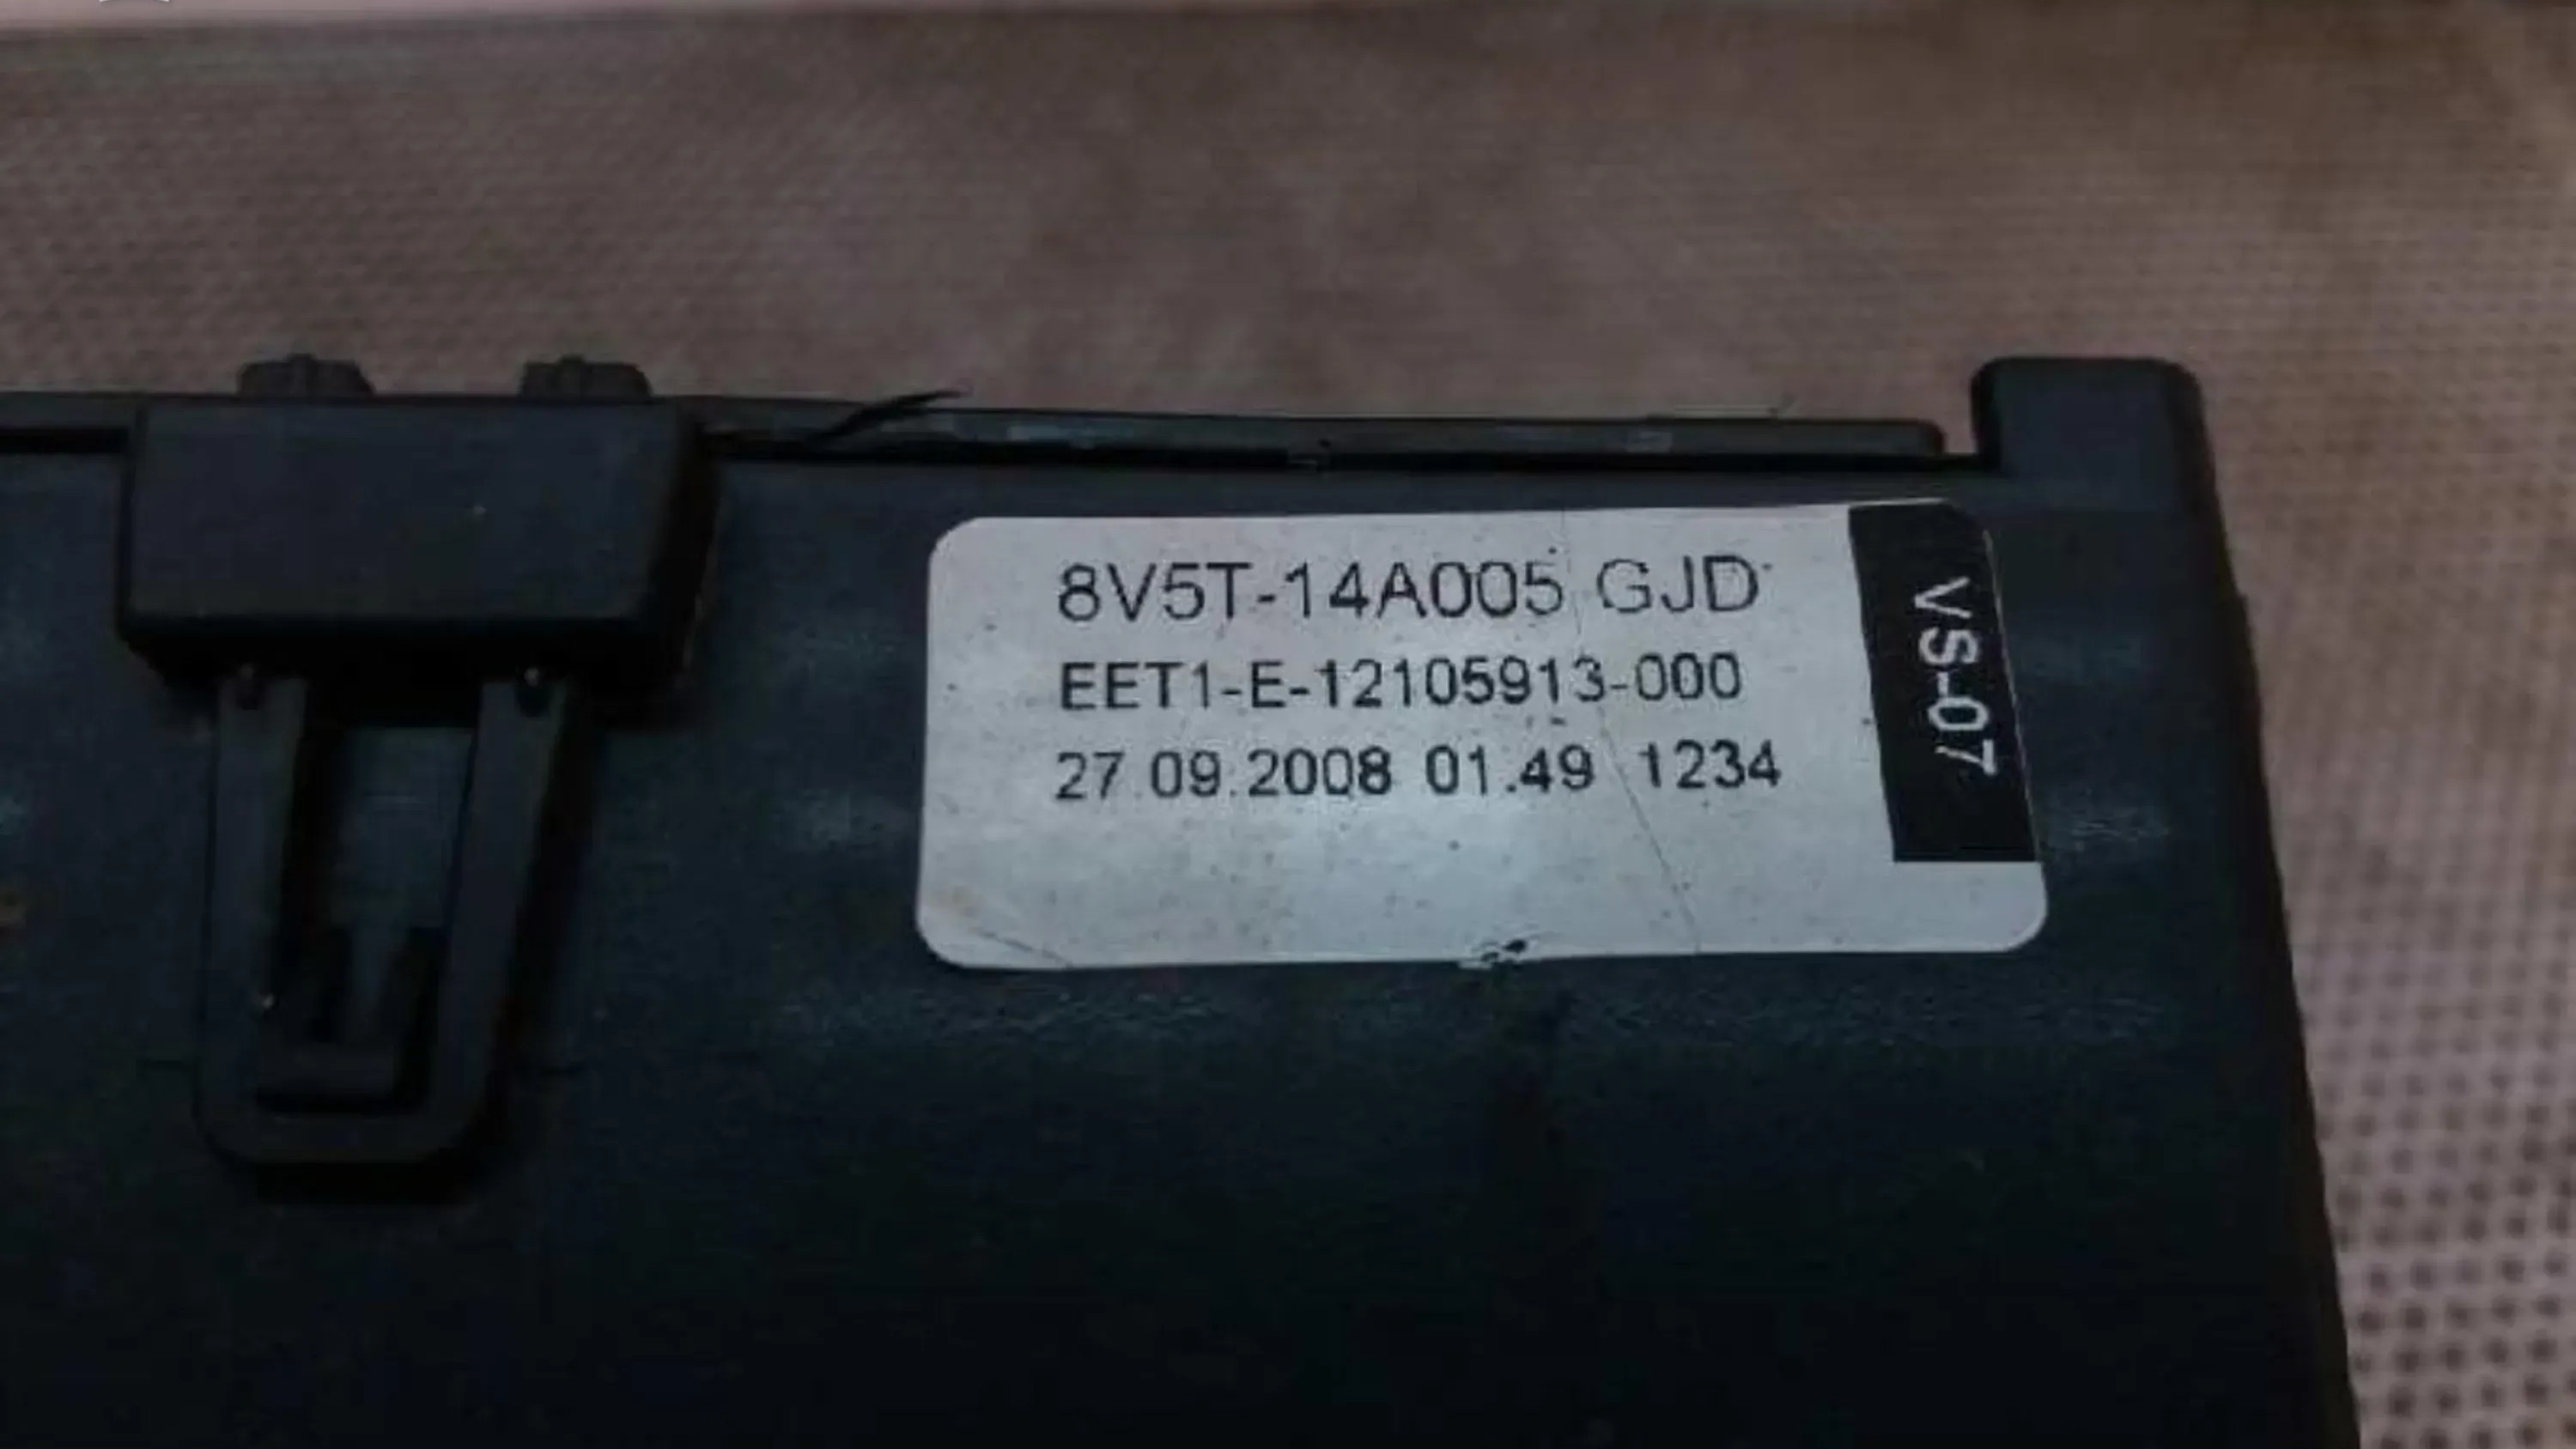 8V5T-14A005 GJD
EET1-E-12105913-000
27.09.2008 01.49 1234
VS-07